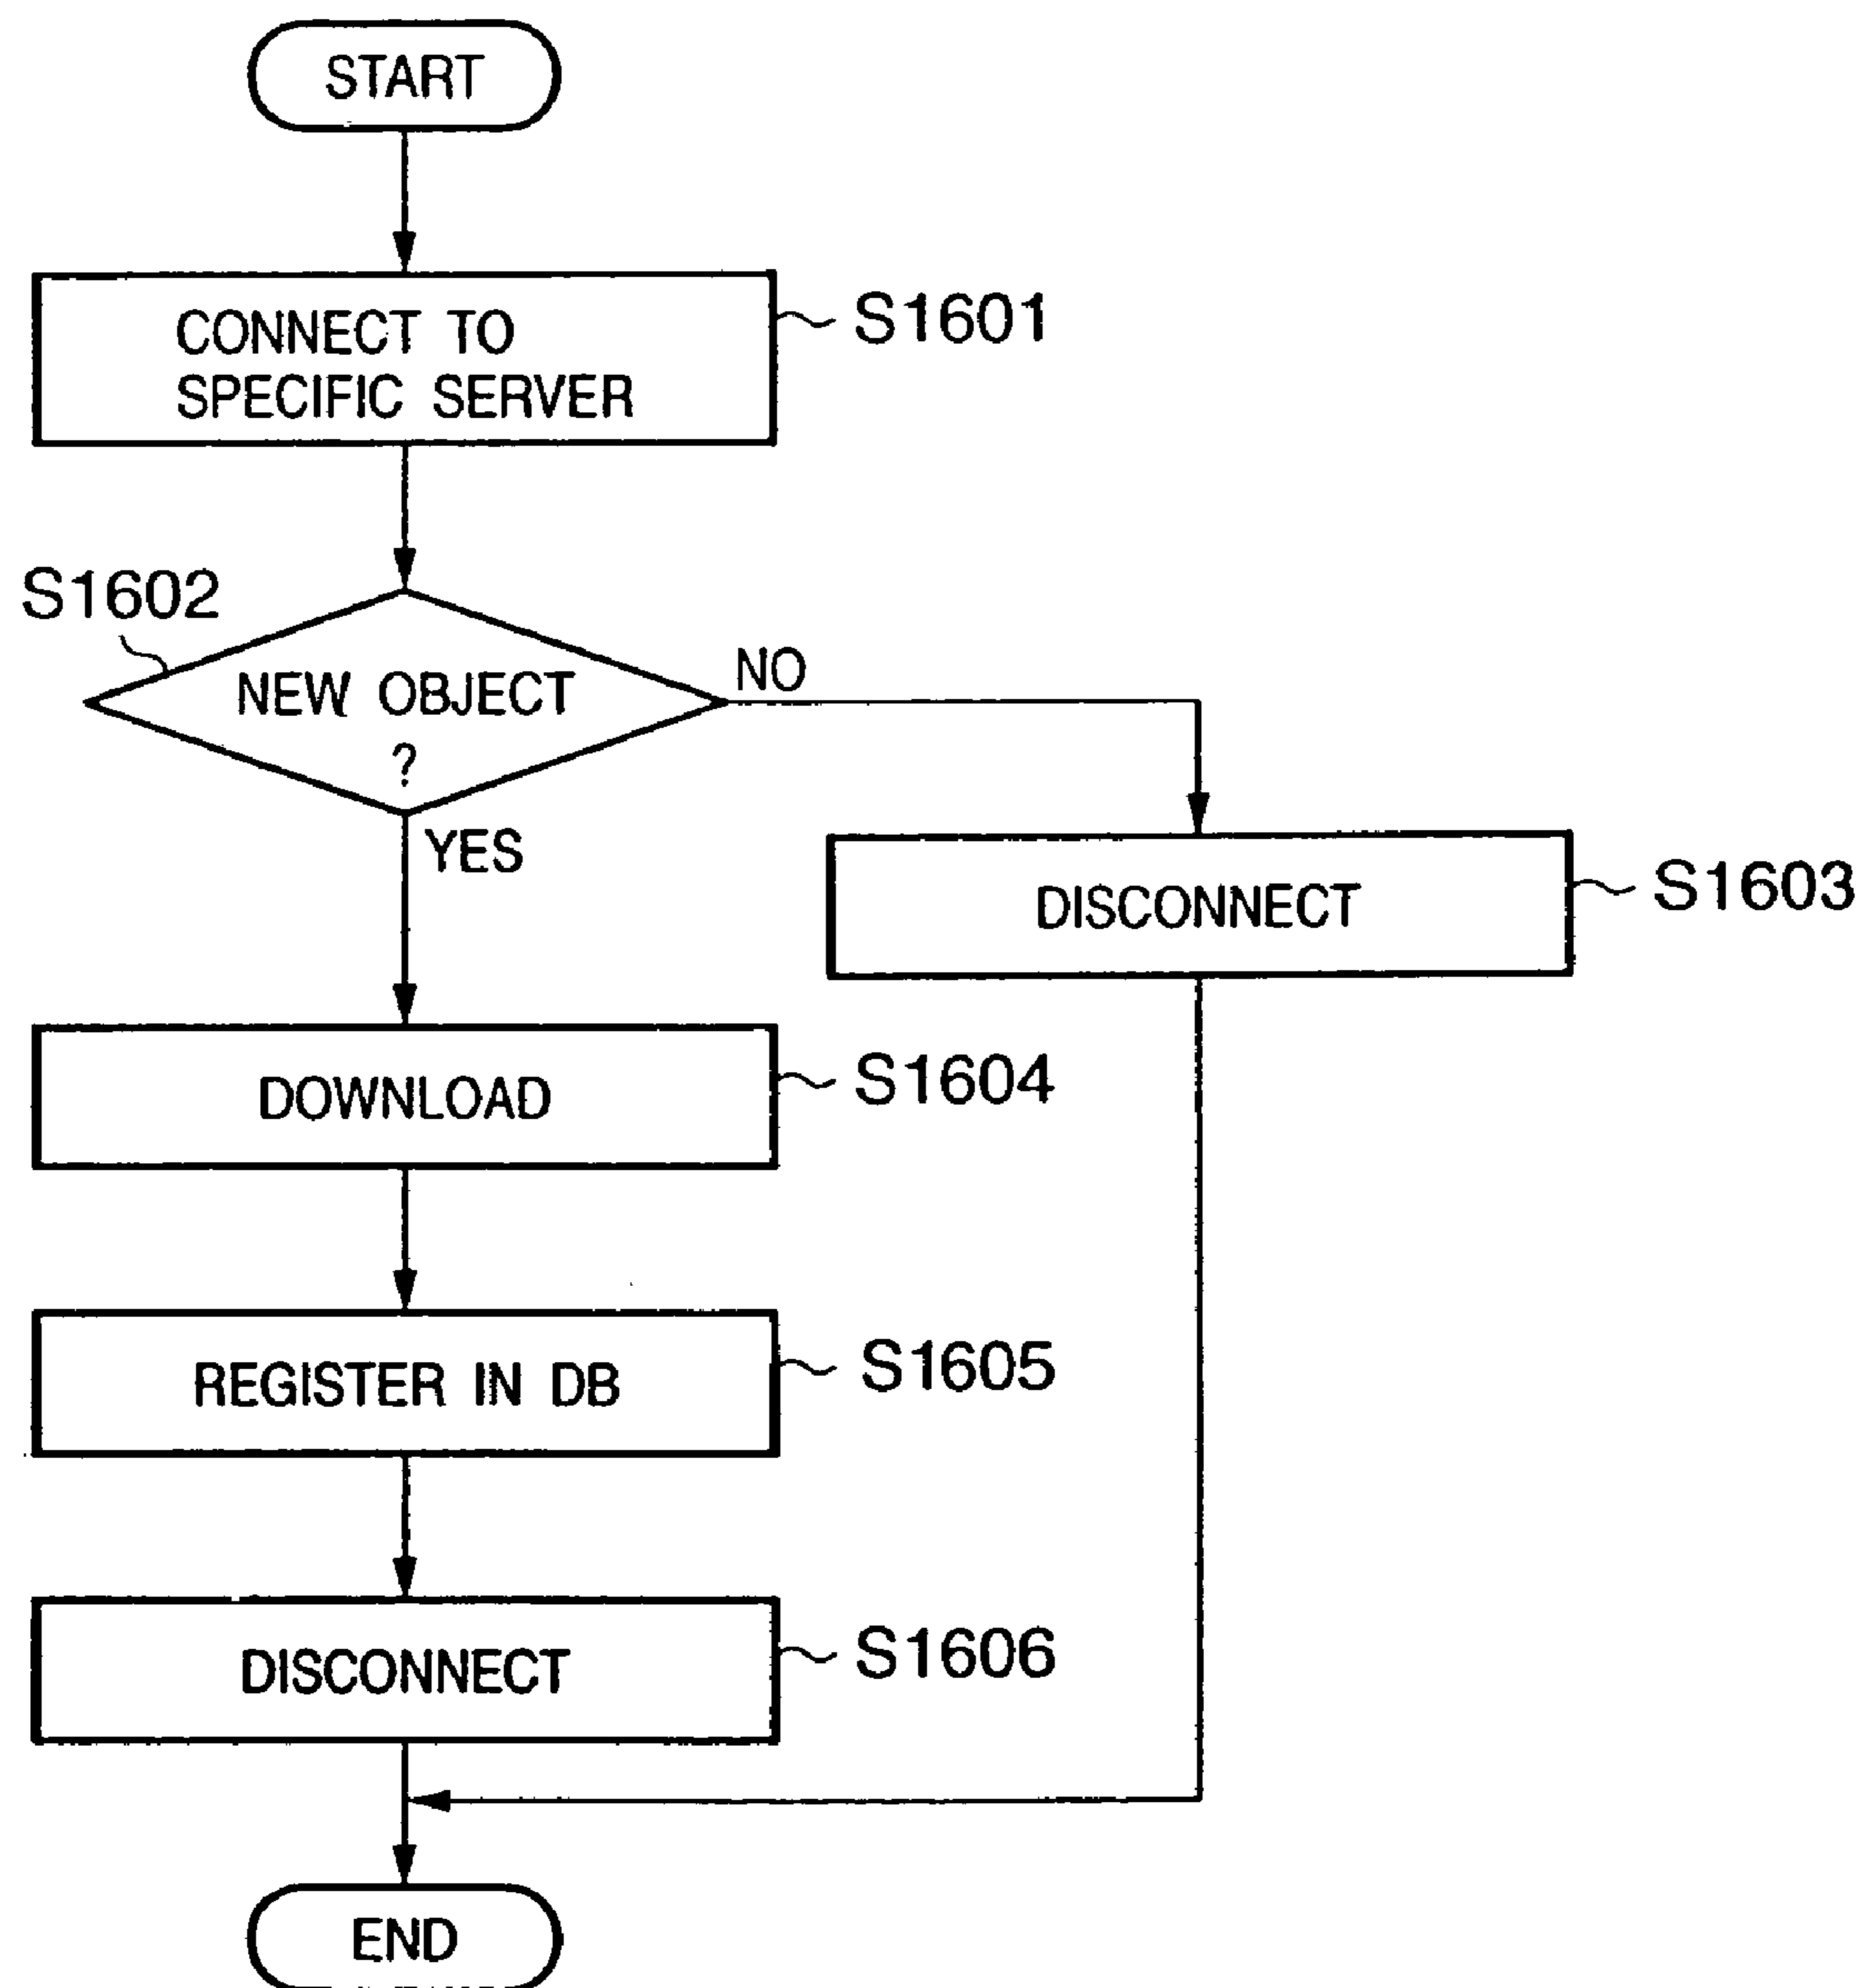 START
CONNECT TO
SPECIFIC SERVER
S1601
S1602
NEW OBJECT
?
NO
YES
DISCONNECT
S1603
DOWNLOAD
S1604
REGISTER IN DB
S1605
DISCONNECT
S1606
END